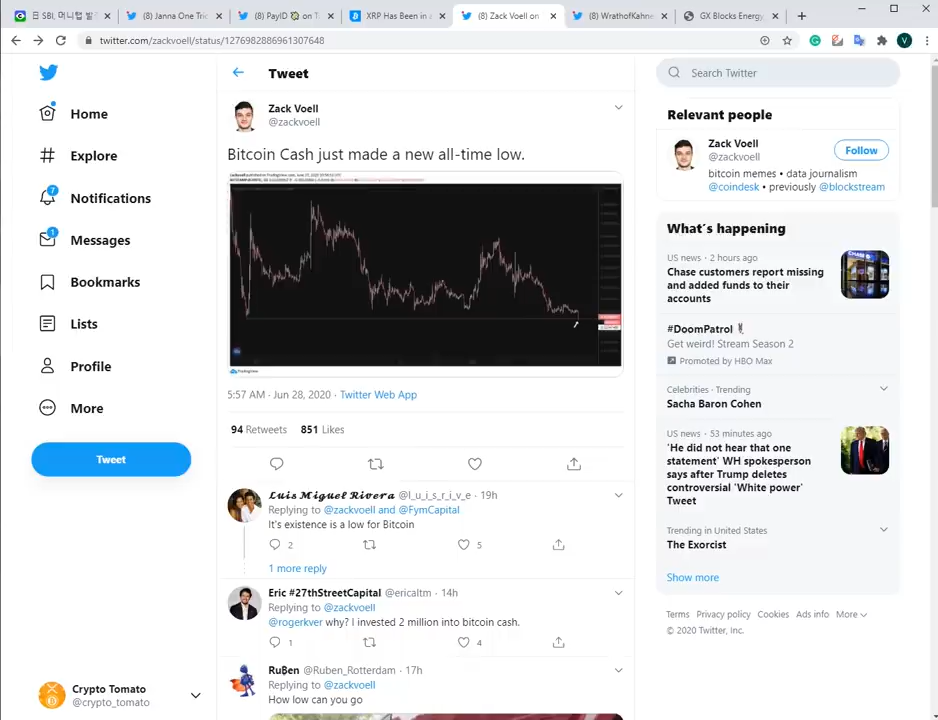 日 SBI, 머니탭 발
(8) Janna One Tric
(8) PayID
on T
XRP Has Been in a
(8) Zack Voell on
(8) WrathofKahne
GX Blocks Energy
twitter.com/zackvoell/status/1276982886961307648
Home
Explore
7
Notifications
1
Messages
Bookmarks
Lists
Profile
More
Tweet
Crypto Tomato
@crypto_tomato
Tweet
Zack Voell
@zackvoell
Bitcoin Cash just made a new all-time low.
TradingView
5:57 AM · Jun 28, 2020 · Twitter Web App
94 Retweets 851 Likes
Luis Miguel Rivera @l_u_i_s_r_i_v_e · 19h
Replying to @zackvoell and @FymCapital
It's existence is a low for Bitcoin
2 5
1 more reply
Eric #27thStreetCapital @ericaltm · 14h
Replying to @zackvoell
@rogerkver why? I invested 2 million into bitcoin cash.
1 4
Ru₿en @Ruben_Rotterdam · 17h
Replying to @zackvoell
How low can you go
Search Twitter
Relevant people
Zack Voell
@zackvoell
Follow
bitcoin memes • data journalism
@coindesk • previously @blockstream
What's happening
US news · 2 hours ago
Chase customers report missing
and added funds to their
accounts
CHASE
#DoomPatrol
Get weird! Stream Season 2
Promoted by HBO Max
Celebrities · Trending
Sacha Baron Cohen
US news · 53 minutes ago
'He did not hear that one
statement' WH spokesperson
says after Trump deletes
controversial 'White power'
Tweet
Trending in United States
The Exorcist
Show more
Terms Privacy policy Cookies Ads info More
© 2020 Twitter, Inc.